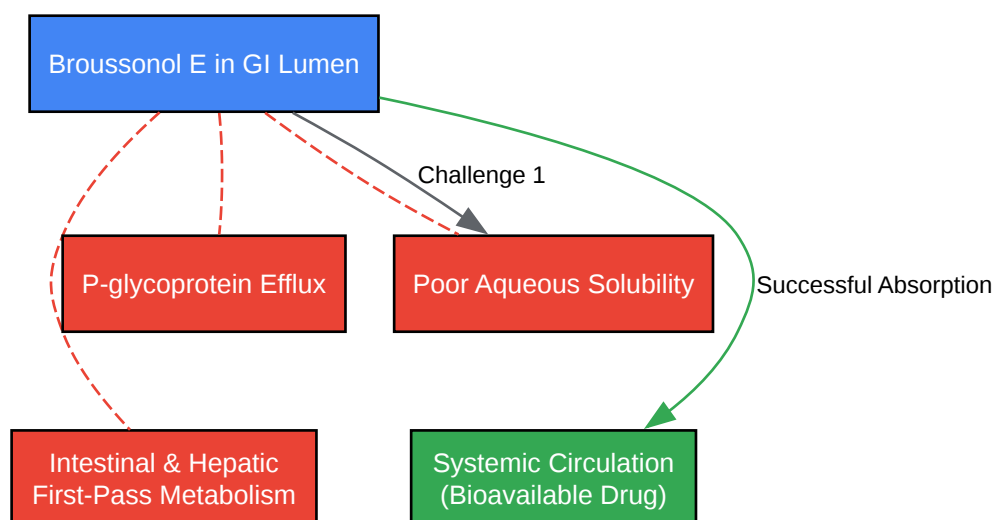 Broussonol E in GI Lumen
Challenge 1
P-glycoprotein Efflux
Poor Aqueous Solubility
Successful Absorption
Intestinal & Hepatic
First-Pass Metabolism
Systemic Circulation
(Bioavailable Drug)